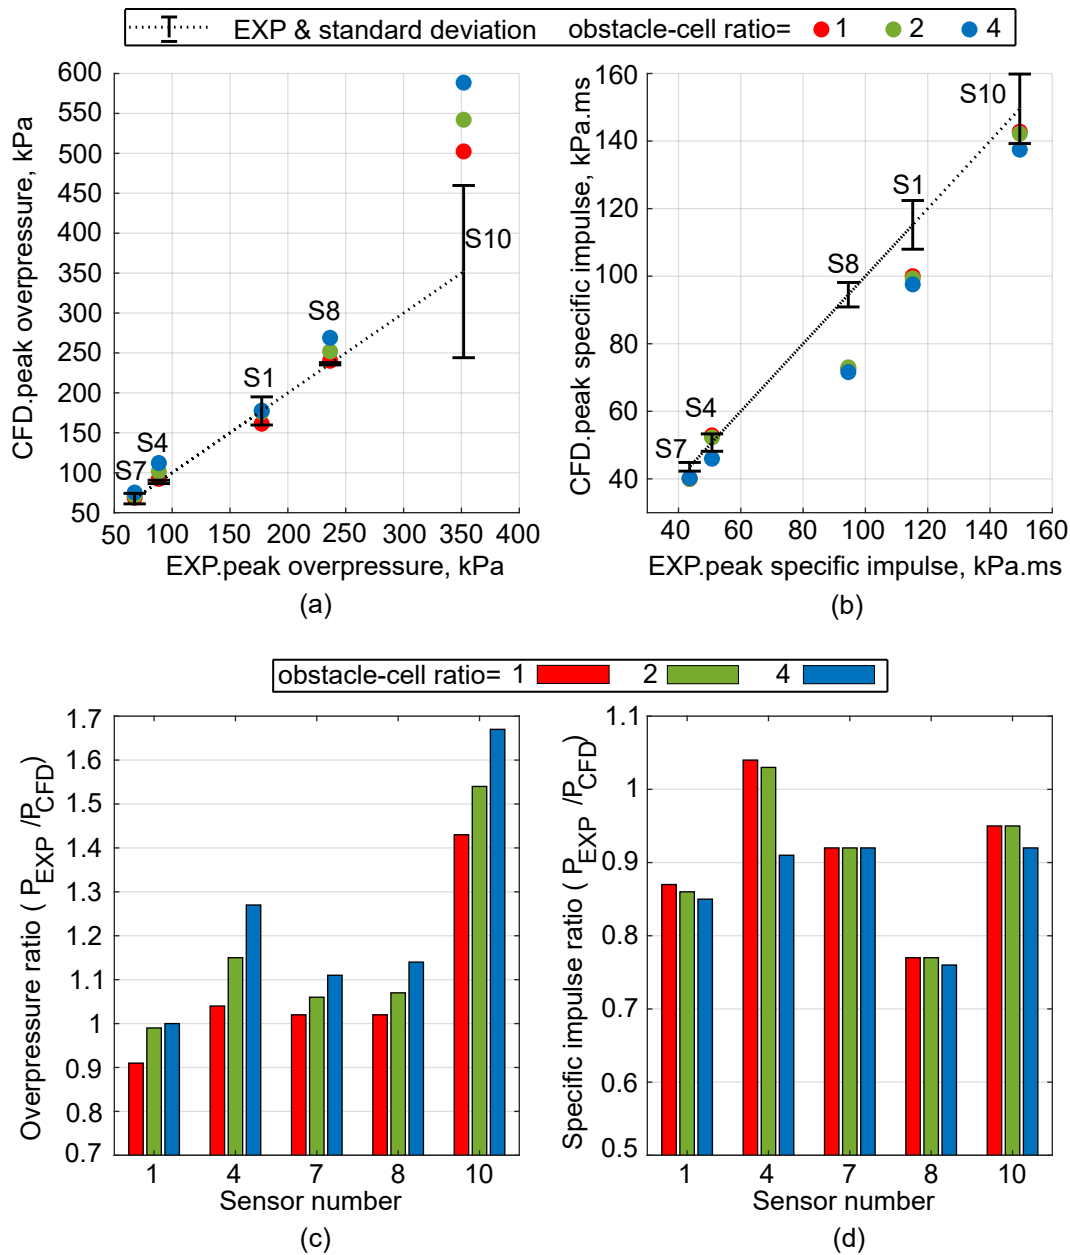 EXP & standard deviation obstacle-cell ratio= 1 2 4
CFD.peak overpressure, kPa
600
550
500
450
400
350
300
250
200
150
100
50
S7
S4
S1
S8
S10
50 100 150 200 250 300 350 400
EXP.peak overpressure, kPa
(a)
CFD.peak specific impulse, kPa.ms
160
140
120
100
80
60
40
S10
S1
S8
S4
S7
40 60 80 100 120 140 160
EXP.peak specific impulse, kPa.ms
(b)
obstacle-cell ratio= 1 2 4
Overpressure ratio ( P_EXP /P_CFD)
1.7
1.6
1.5
1.4
1.3
1.2
1.1
1
0.9
0.8
0.7
1 4 7 8 10
Sensor number
(c)
Specific impulse ratio ( P_EXP /P_CFD)
1.1
1
0.9
0.8
0.7
0.6
0.5
1 4 7 8 10
Sensor number
(d)